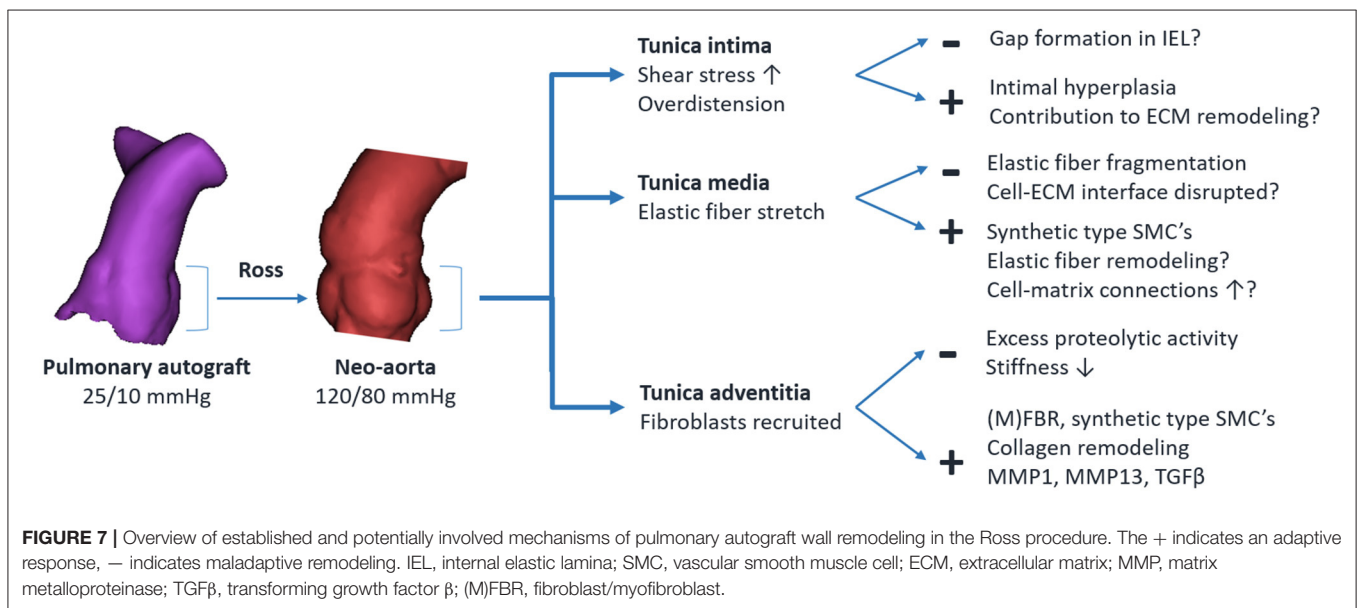 Pulmonary autograft
25/10 mmHg
Ross
Neo-aorta
120/80 mmHg
Tunica intima
Shear stress ↑
Overdistension
-
Gap formation in IEL?
+
Intimal hyperplasia
Contribution to ECM remodeling?
Tunica media
Elastic fiber stretch
-
Elastic fiber fragmentation
Cell-ECM interface disrupted?
+
Synthetic type SMC's
Elastic fiber remodeling?
Cell-matrix connections ↑?
Tunica adventitia
Fibroblasts recruited
-
Excess proteolytic activity
Stiffness ↓
+
(M)FBR, synthetic type SMC's
Collagen remodeling
MMP1, MMP13, TGFβ
FIGURE 7 | Overview of established and potentially involved mechanisms of pulmonary autograft wall remodeling in the Ross procedure. The + indicates an adaptive
response, — indicates maladaptive remodeling. IEL, internal elastic lamina; SMC, vascular smooth muscle cell; ECM, extracellular matrix; MMP, matrix
metalloproteinase; TGFβ, transforming growth factor β; (M)FBR, fibroblast/myofibroblast.